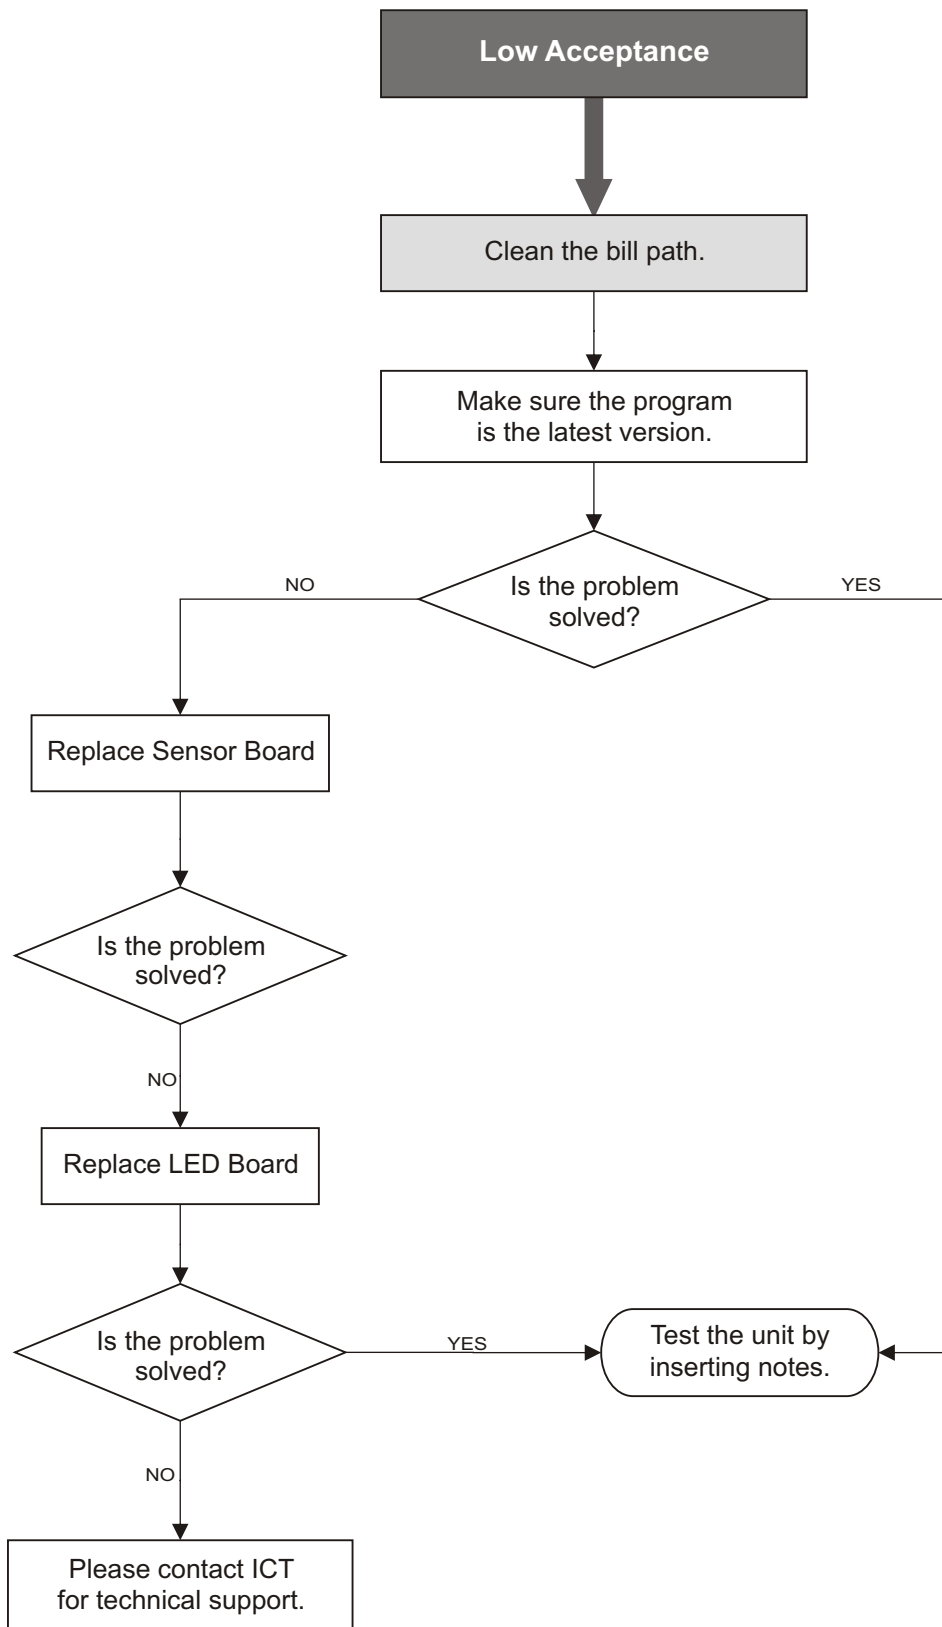 Low Acceptance
Clean the bill path.
Make sure the program
is the latest version.
Is the problem
solved?
NO
YES
Replace Sensor Board
Is the problem
solved?
NO
Replace LED Board
Is the problem
solved?
YES
Test the unit by
inserting notes.
NO
Please contact ICT
for technical support.